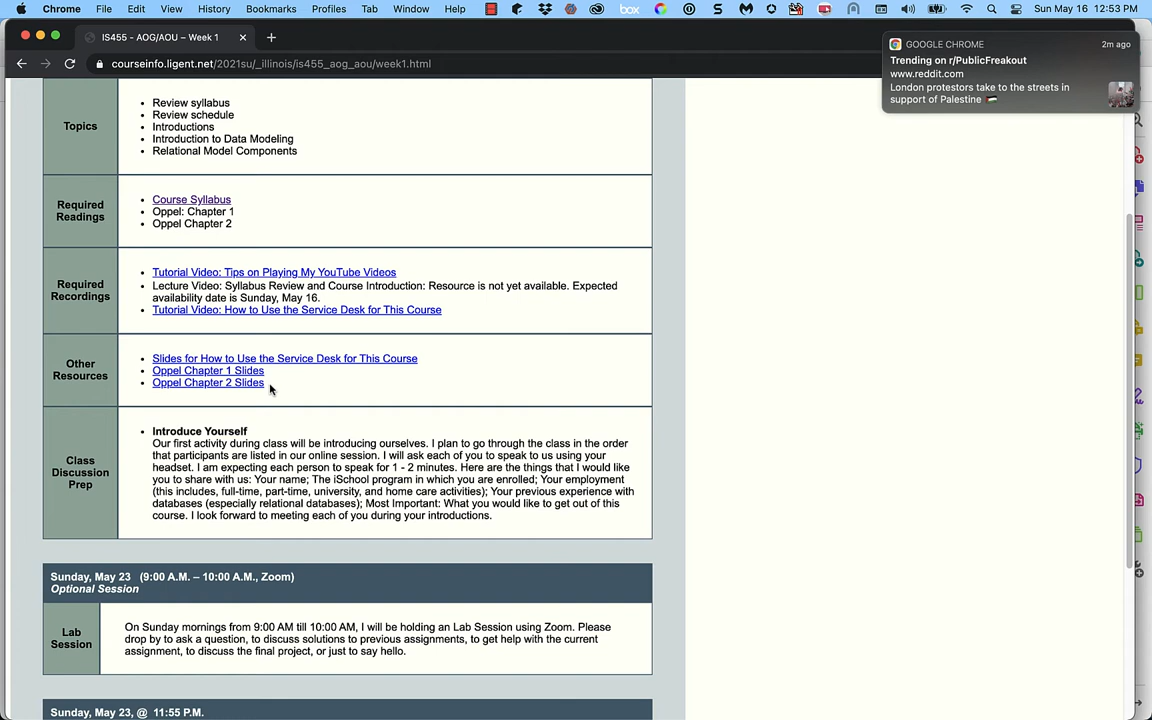 Chrome File Edit View History Bookmarks Profiles Tab Window Help box S Sun May 16 12:53 PM
IS455 - AOG/AOU – Week 1
courseinfo.ligent.net/2021su/_illinois/is455_aog_aou/week1.html
GOOGLE CHROME 2m ago
Trending on r/PublicFreakout
www.reddit.com
London protestors take to the streets in
support of Palestine 🇵🇸
Topics
• Review syllabus
• Review schedule
• Introductions
• Introduction to Data Modeling
• Relational Model Components
Required
Readings
• Course Syllabus
• Oppel: Chapter 1
• Oppel Chapter 2
Required
Recordings
• Tutorial Video: Tips on Playing My YouTube Videos
• Lecture Video: Syllabus Review and Course Introduction: Resource is not yet available. Expected
availability date is Sunday, May 16.
• Tutorial Video: How to Use the Service Desk for This Course
Other
Resources
• Slides for How to Use the Service Desk for This Course
• Oppel Chapter 1 Slides
• Oppel Chapter 2 Slides
Class
Discussion
Prep
• Introduce Yourself
Our first activity during class will be introducing ourselves. I plan to go through the class in the order
that participants are listed in our online session. I will ask each of you to speak to us using your
headset. I am expecting each person to speak for 1 - 2 minutes. Here are the things that I would like
you to share with us: Your name; The iSchool program in which you are enrolled; Your employment
(this includes, full-time, part-time, university, and home care activities); Your previous experience with
databases (especially relational databases); Most Important: What you would like to get out of this
course. I look forward to meeting each of you during your introductions.
Sunday, May 23 (9:00 A.M. – 10:00 A.M., Zoom)
Optional Session
Lab
Session
On Sunday mornings from 9:00 AM till 10:00 AM, I will be holding an Lab Session using Zoom. Please
drop by to ask a question, to discuss solutions to previous assignments, to get help with the current
assignment, to discuss the final project, or just to say hello.
Sunday, May 23, @ 11:55 P.M.